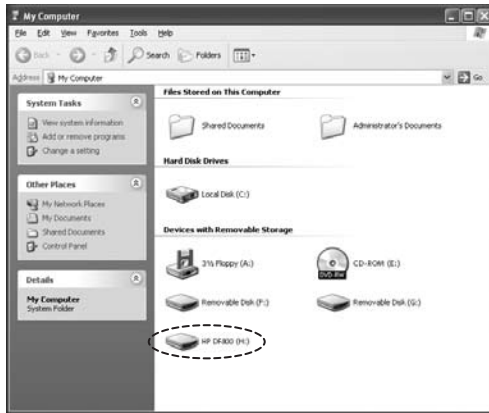 My Computer
File Edit View Favorites Tools Help
Back Search Folders
Address My Computer Go
System Tasks
View system information
Add or remove programs
Change a setting
Other Places
My Network Places
My Documents
Shared Documents
Control Panel
Details
My Computer
System Folder
Files Stored on This Computer
Shared Documents Administrator's Documents
Hard Disk Drives
Local Disk (C:)
Devices with Removable Storage
3½ Floppy (A:) CD-ROM (E:)
DVD-RW
Removable Disk (F:) Removable Disk (G:)
HP DF800 (H:)